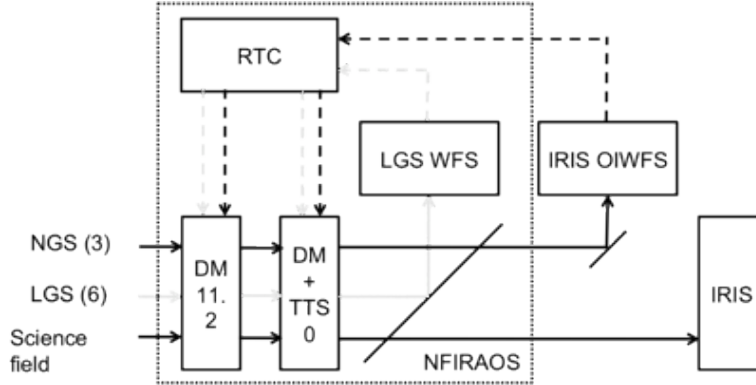 RTC
LGS WFS
IRIS OIWFS
NGS (3)
LGS (6)
Science
field
DM
11.
2
DM
+
TTS
0
IRIS
NFIRAOS